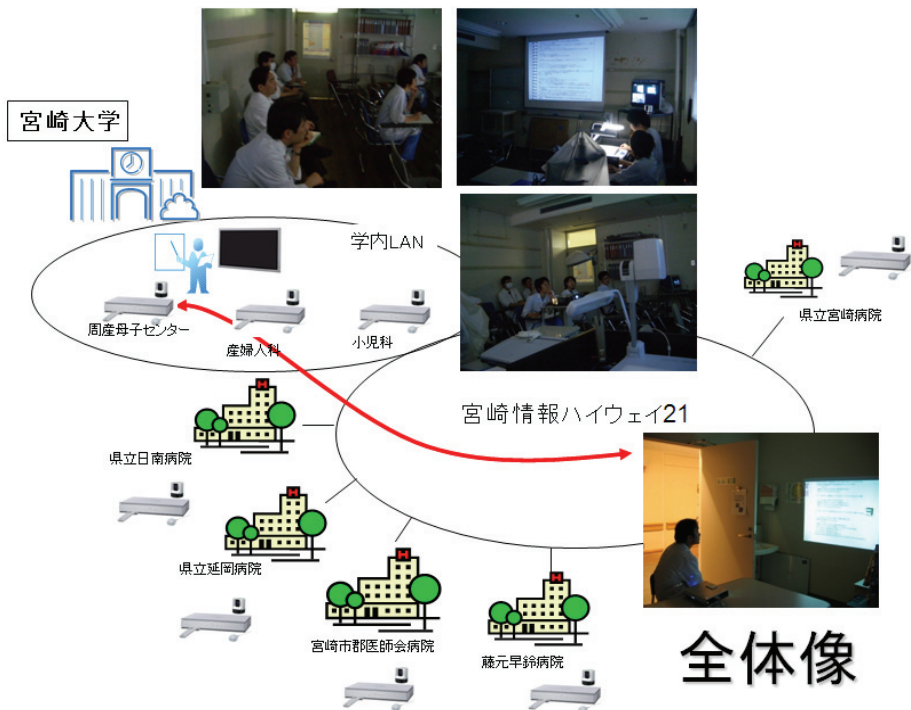 宮崎大学
学内LAN
周産母子センター
産婦人科
小児科
県立宮崎病院
宮崎情報ハイウェイ21
県立日南病院
県立延岡病院
宮崎市郡医師会病院
藤元早鈴病院
全体像
H
H
H
H
H